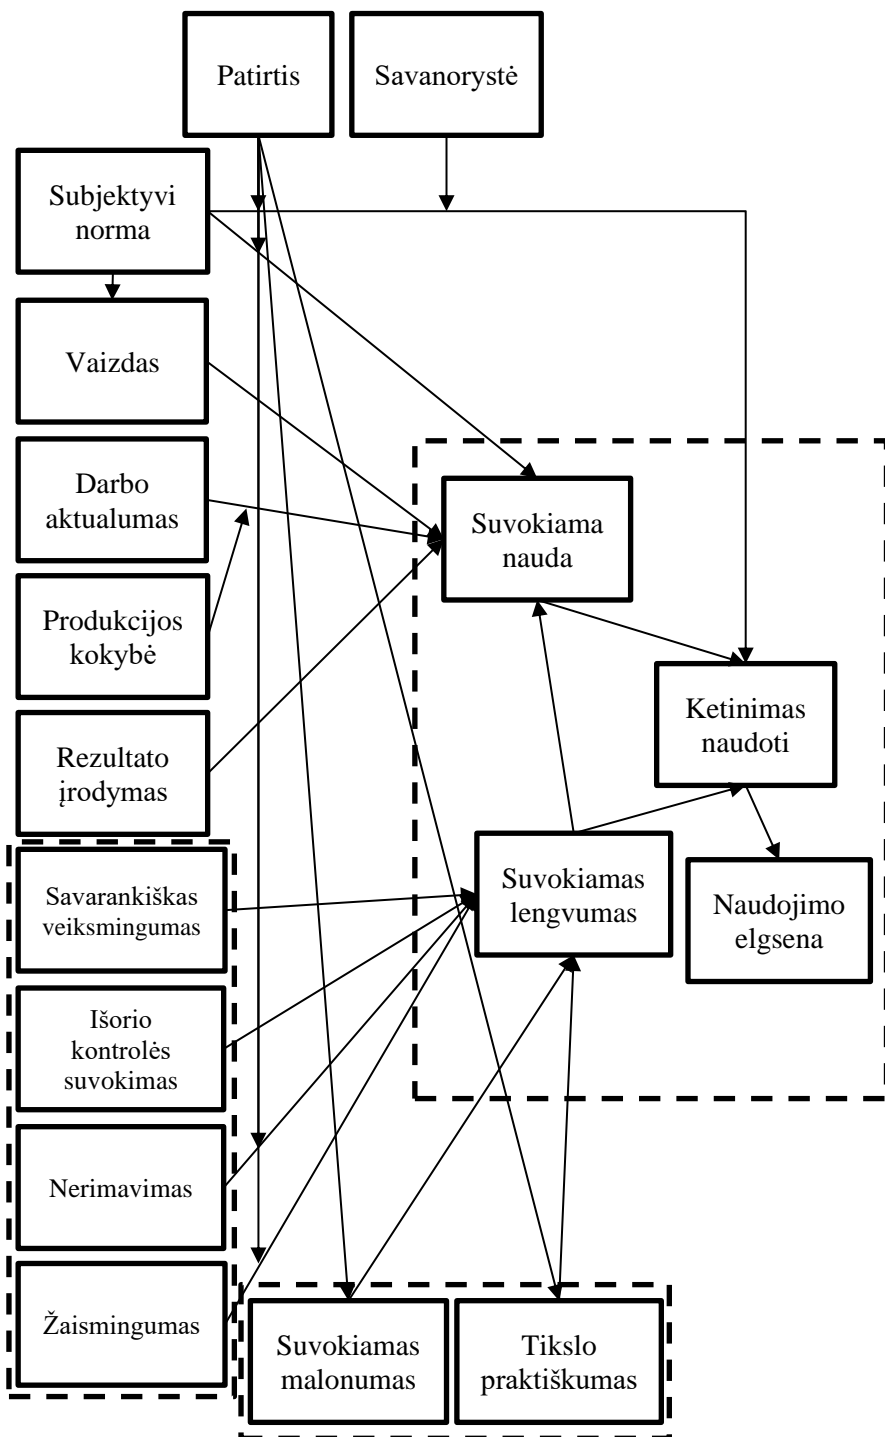 Patirtis
Savanorystė
Subjektyvi
norma
Vaizdas
Darbo
aktualumas
Suvokiama
nauda
Produkcijos
kokybė
Ketinimas
naudoti
Rezultato
įrodymas
Savarankiškas
veiksmingumas
Suvokiamas
lengvumas
Naudojimo
elgsena
Išorio
kontrolės
suvokimas
Nerimavimas
Žaismingumas
Suvokiamas
malonumas
Tikslo
praktiškumas